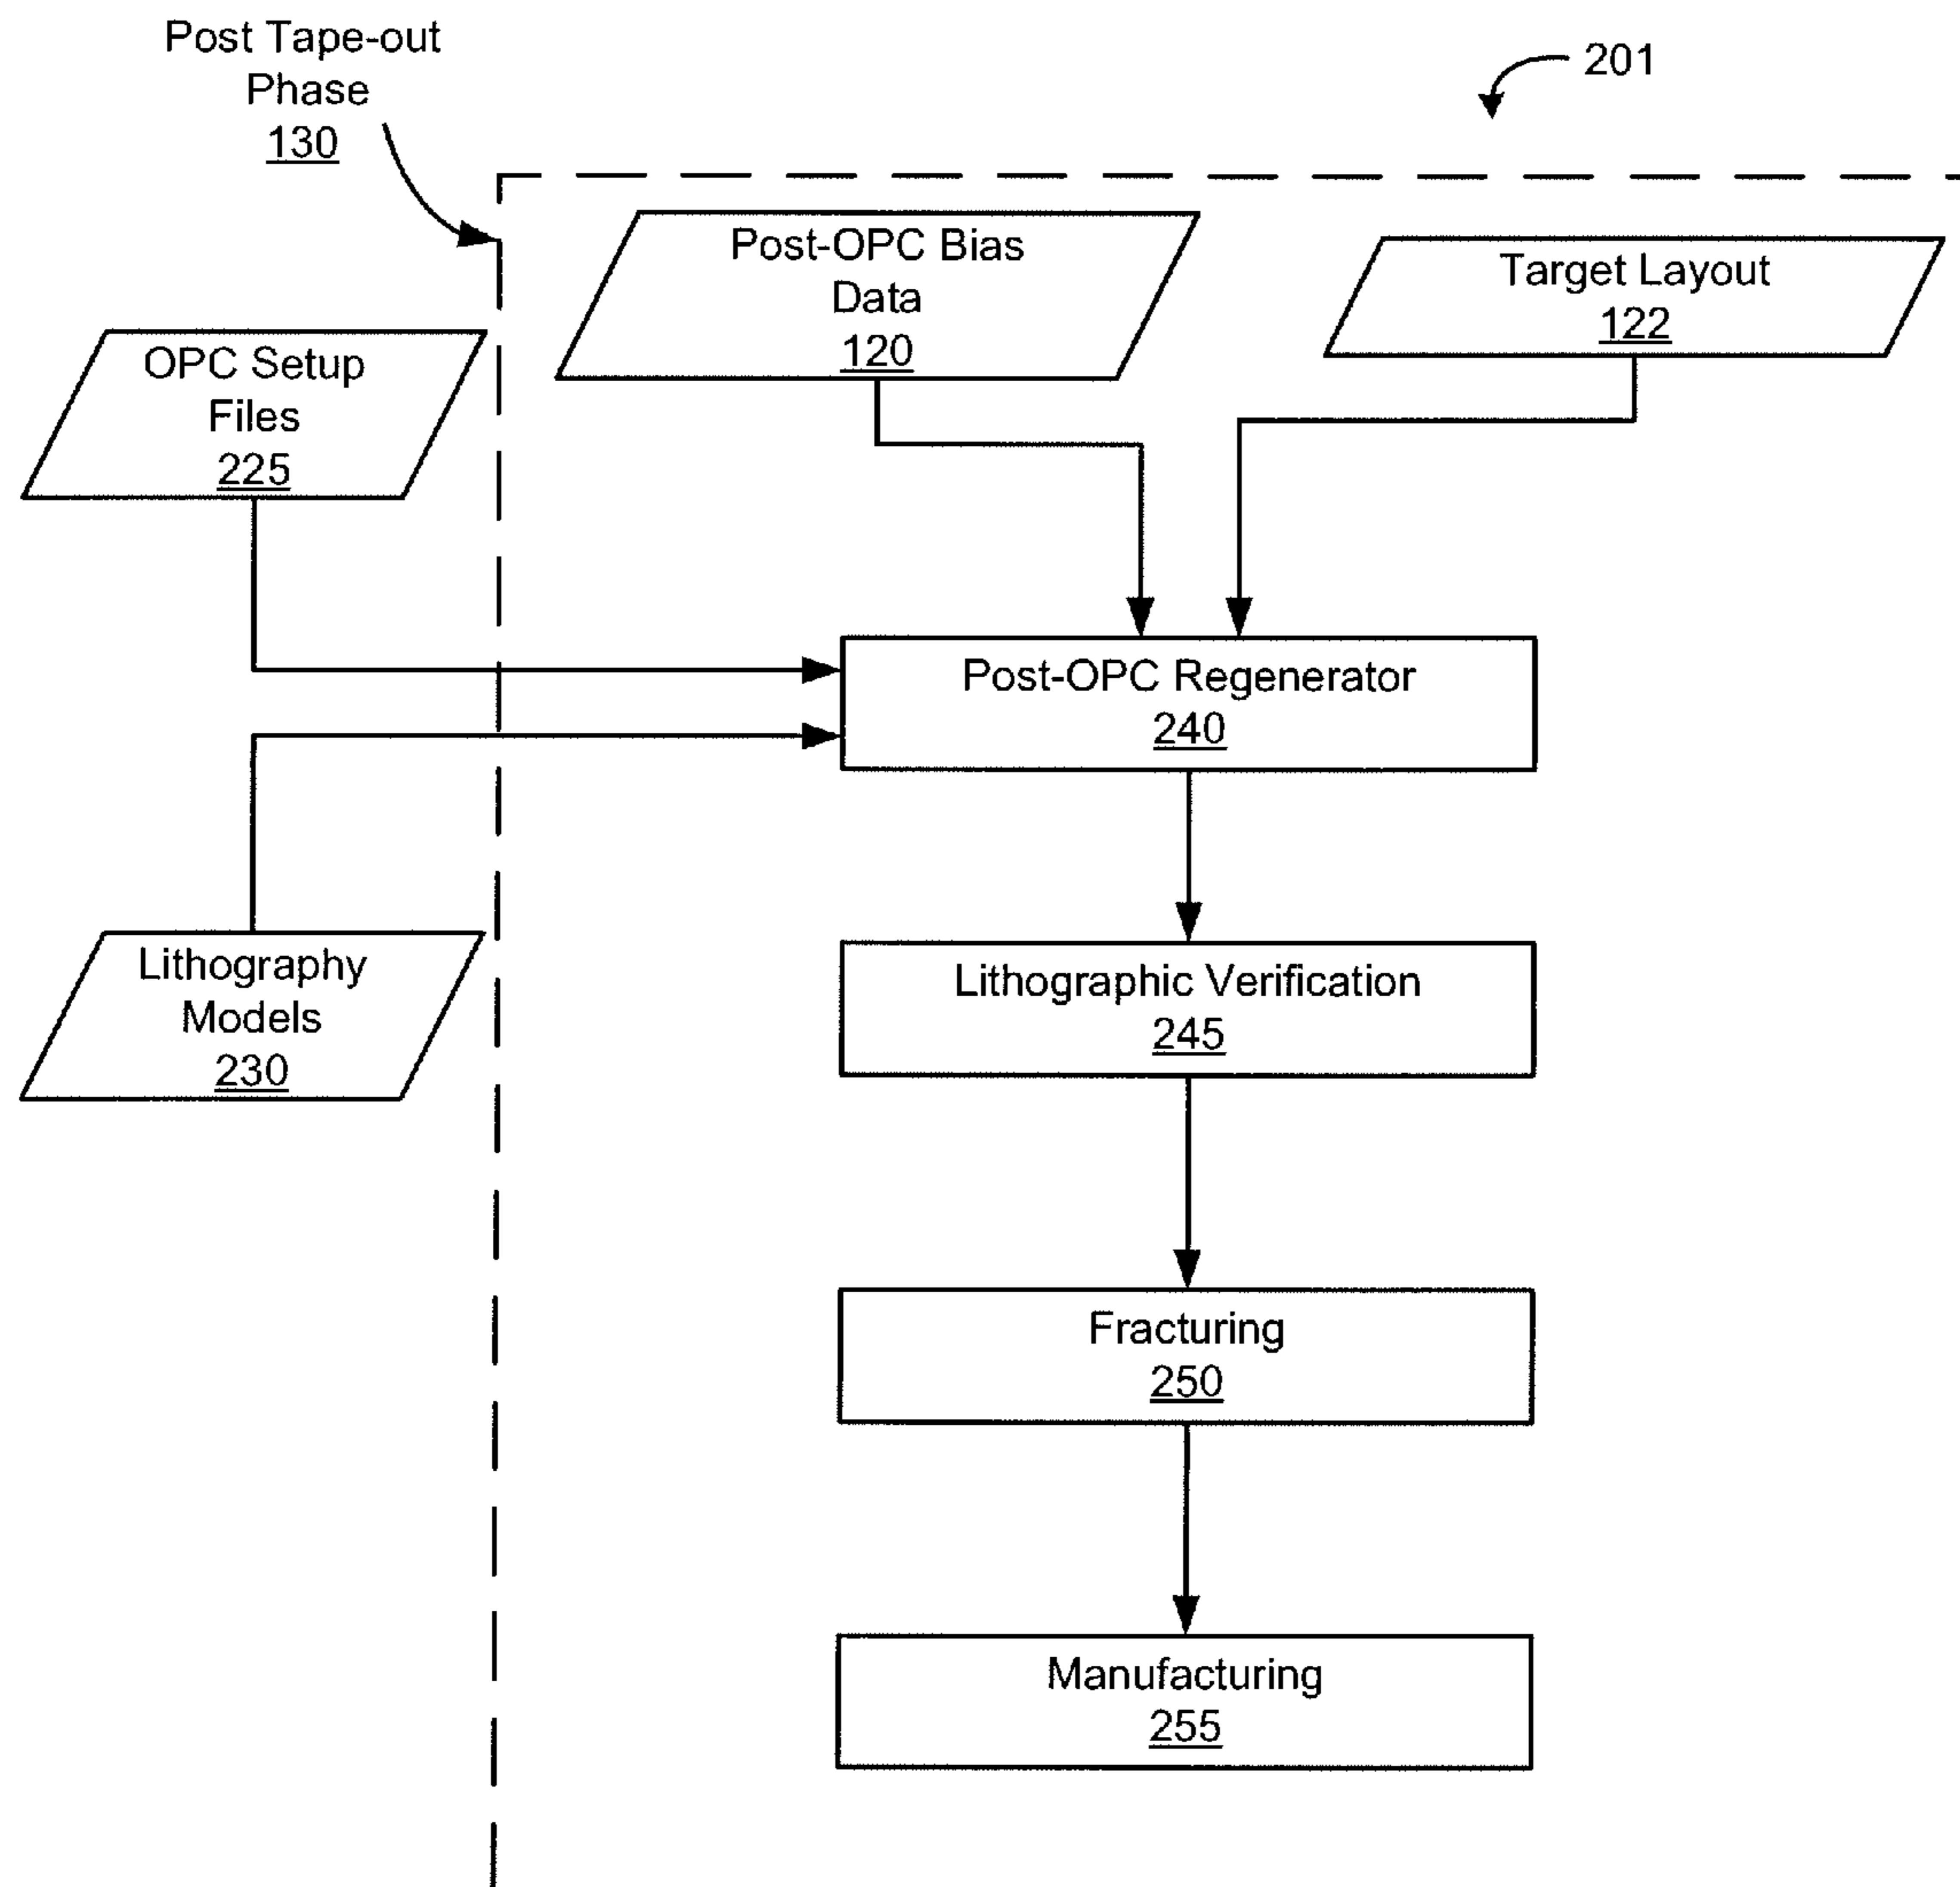 Post Tape-out
Phase
130
201
Post-OPC Bias
Data
120
Target Layout
122
OPC Setup
Files
225
Post-OPC Regenerator
240
Lithography
Models
230
Lithographic Verification
245
Fracturing
250
Manufacturing
255